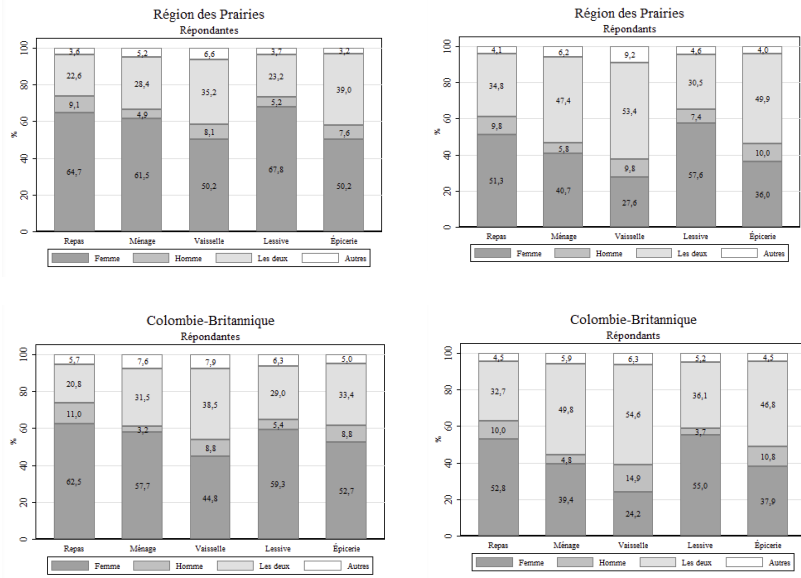 Région des Prairies
Répondantes
100
80
60
40
20
0
%
3,6 5,2 6,6 3,7 3,2
22,6 28,4 35,2 23,2 39,0
9,1 4,9 8,1 5,2 7,6
64,7 61,5 50,2 67,8 50,2
Repas Ménage Vaisselle Lessive Épicerie
Femme Homme Les deux Autres
Région des Prairies
Répondants
100
80
60
40
20
0
%
4,1 6,2 9,2 4,6 4,0
34,8 47,4 53,4 30,5 49,9
9,8 5,8 9,8 7,4 10,0
51,3 40,7 27,6 57,6 36,0
Repas Ménage Vaisselle Lessive Épicerie
Femme Homme Les deux Autres
Colombie-Britannique
Répondantes
100
80
60
40
20
0
%
5,7 7,6 7,9 6,3 5,0
20,8 31,5 38,5 29,0 33,4
11,0 3,2 8,8 5,4 8,8
62,5 57,7 44,8 59,3 52,7
Repas Ménage Vaisselle Lessive Épicerie
Femme Homme Les deux Autres
Colombie-Britannique
Répondants
100
80
60
40
20
0
%
4,5 5,9 6,3 5,2 4,5
32,7 49,8 54,6 36,1 46,8
10,0 4,8 14,9 3,7 10,8
52,8 39,4 24,2 55,0 37,9
Repas Ménage Vaisselle Lessive Épicerie
Femme Homme Les deux Autres